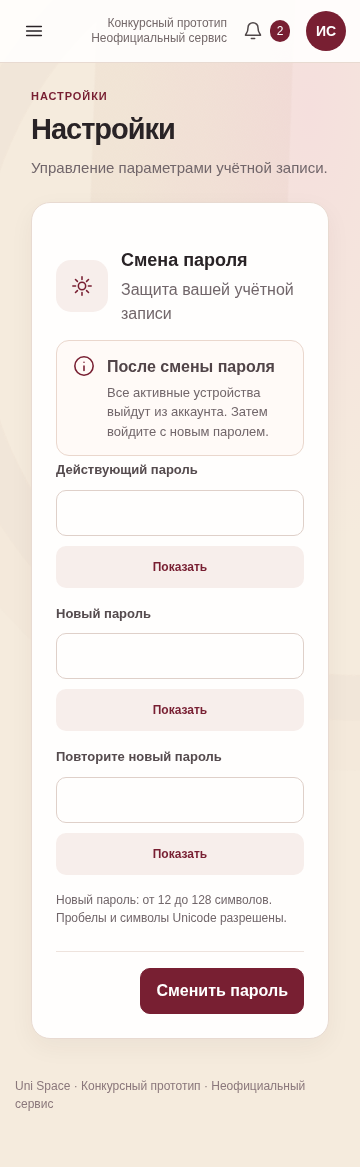 Конкурсный прототип
Неофициальный сервис
2
ИС
НАСТРОЙКИ
Настройки
Управление параметрами учётной записи.
Смена пароля
Защита вашей учётной
записи
После смены пароля
Все активные устройства
выйдут из аккаунта. Затем
войдите с новым паролем.
Действующий пароль
Показать
Новый пароль
Показать
Повторите новый пароль
Показать
Новый пароль: от 12 до 128 символов.
Пробелы и символы Unicode разрешены.
Сменить пароль
Uni Space · Конкурсный прототип · Неофициальный
сервис